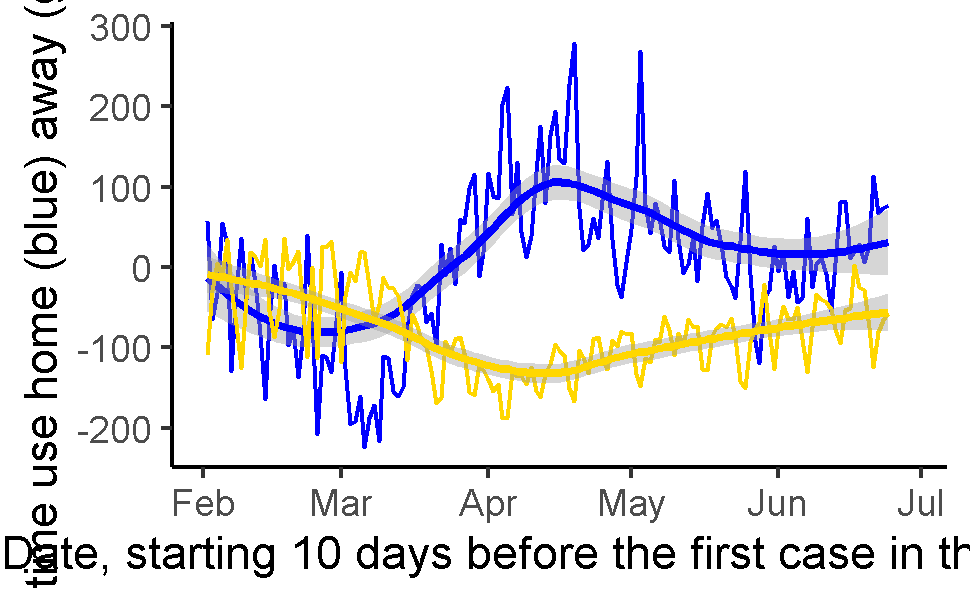 time use home (blue) away (
300
200
100
0
-100
-200
Feb Mar Apr May Jun Jul
Date, starting 10 days before the first case in th